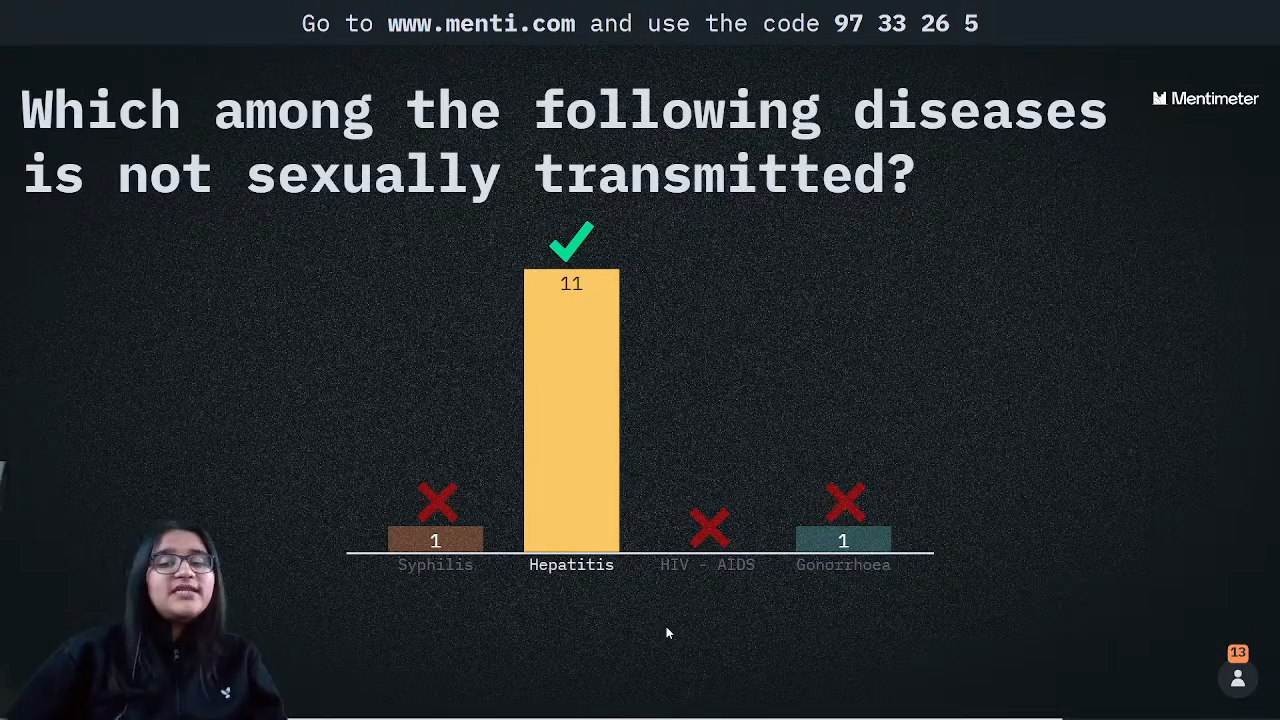 Go to www.menti.com and use the code 97 33 26 5
Which among the following diseases
is not sexually transmitted?
Mentimeter
11
1
1
Syphilis
Hepatitis
HIV - AIDS
Gonorrhoea
13